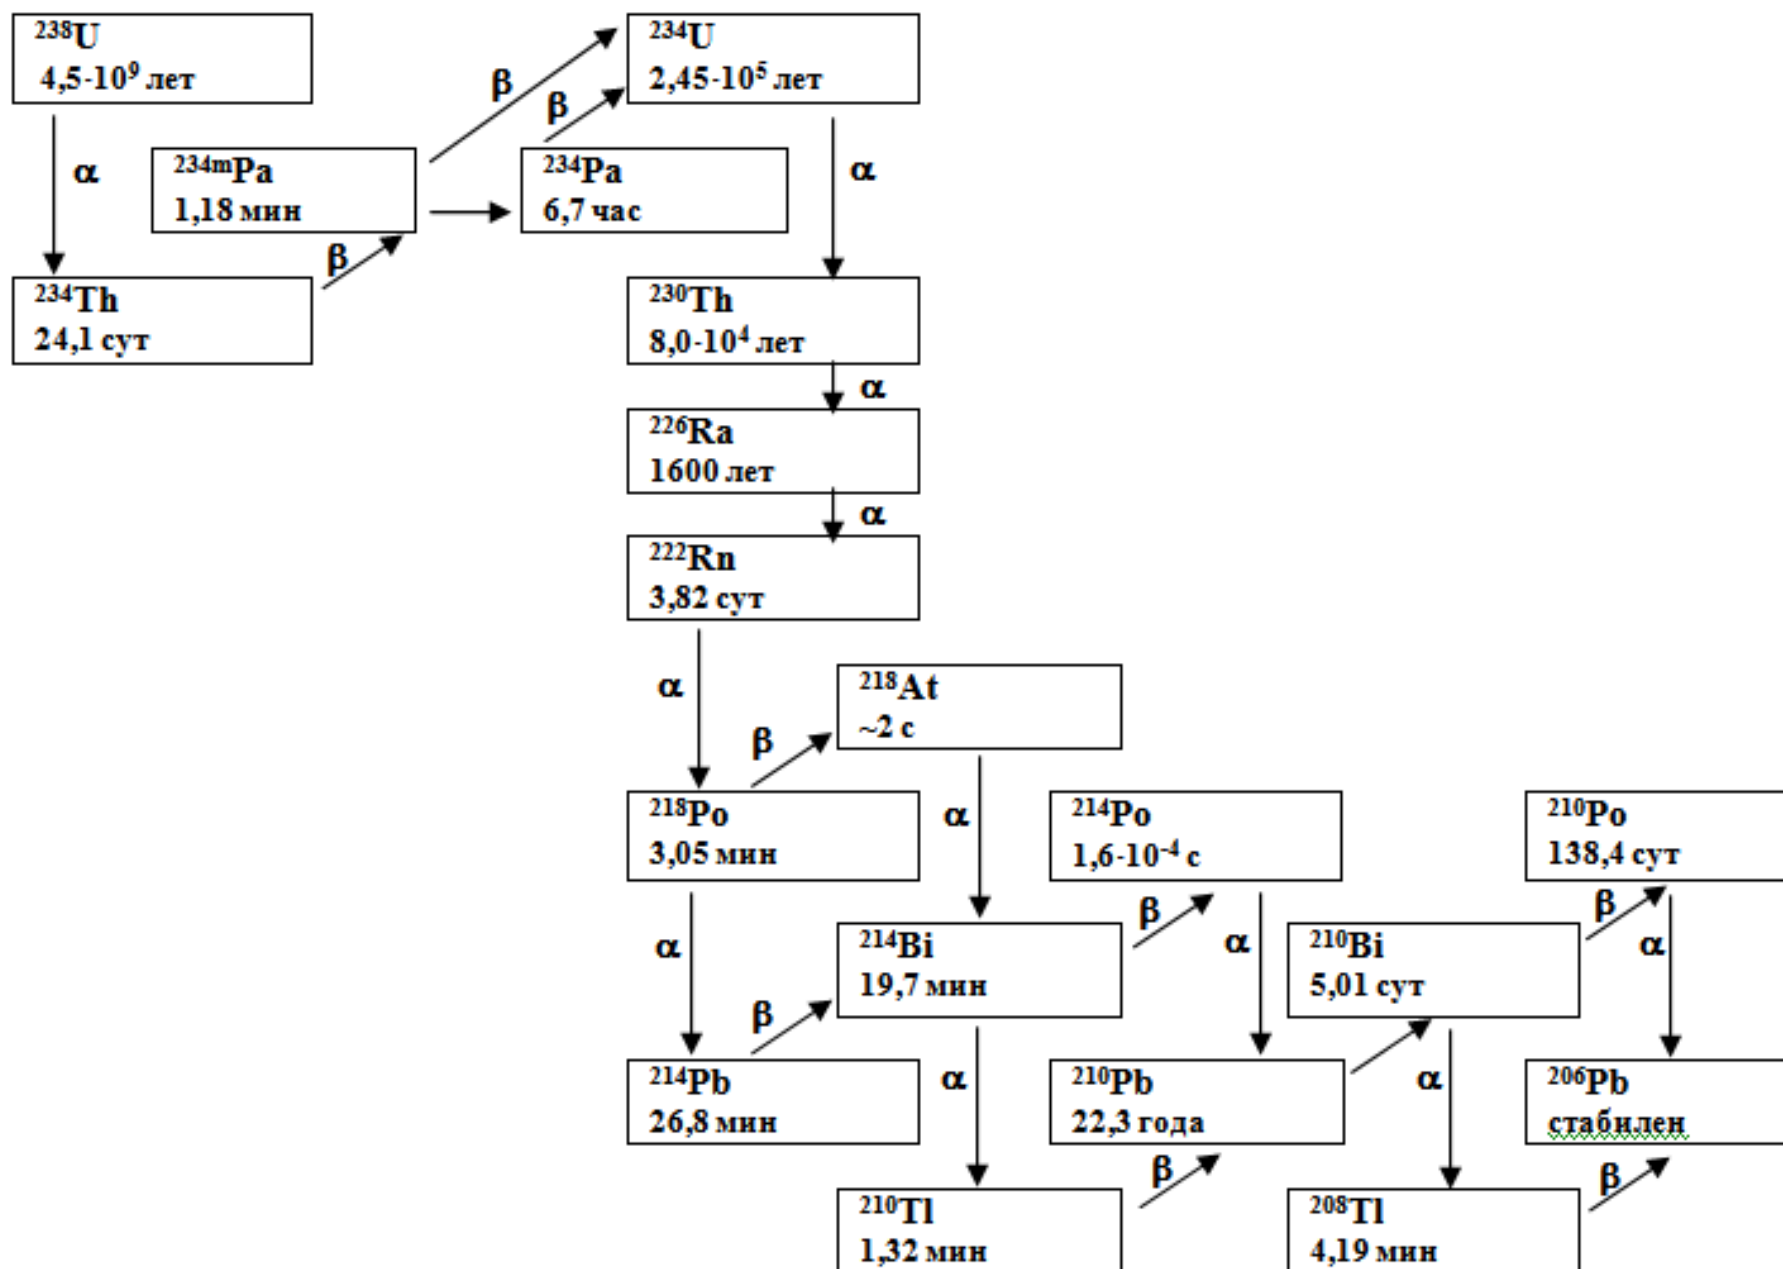 ²³⁸U
4,5·10⁹ лет
²³⁴U
2,45·10⁵ лет
β
β
α
²³⁴ᵐPa
1,18 мин
²³⁴Pa
6,7 час
α
β
²³⁴Th
24,1 сут
²³⁰Th
8,0·10⁴ лет
α
²²⁶Ra
1600 лет
α
²²²Rn
3,82 сут
α
²¹⁸At
~2 с
β
²¹⁸Po
3,05 мин
α
²¹⁴Po
1,6·10⁻⁴ с
²¹⁰Po
138,4 сут
α
²¹⁴Bi
19,7 мин
β
α
²¹⁰Bi
5,01 сут
β
α
β
²¹⁴Pb
26,8 мин
α
²¹⁰Pb
22,3 года
α
²⁰⁶Pb
стабилен
²¹⁰Tl
1,32 мин
β
²⁰⁸Tl
4,19 мин
β